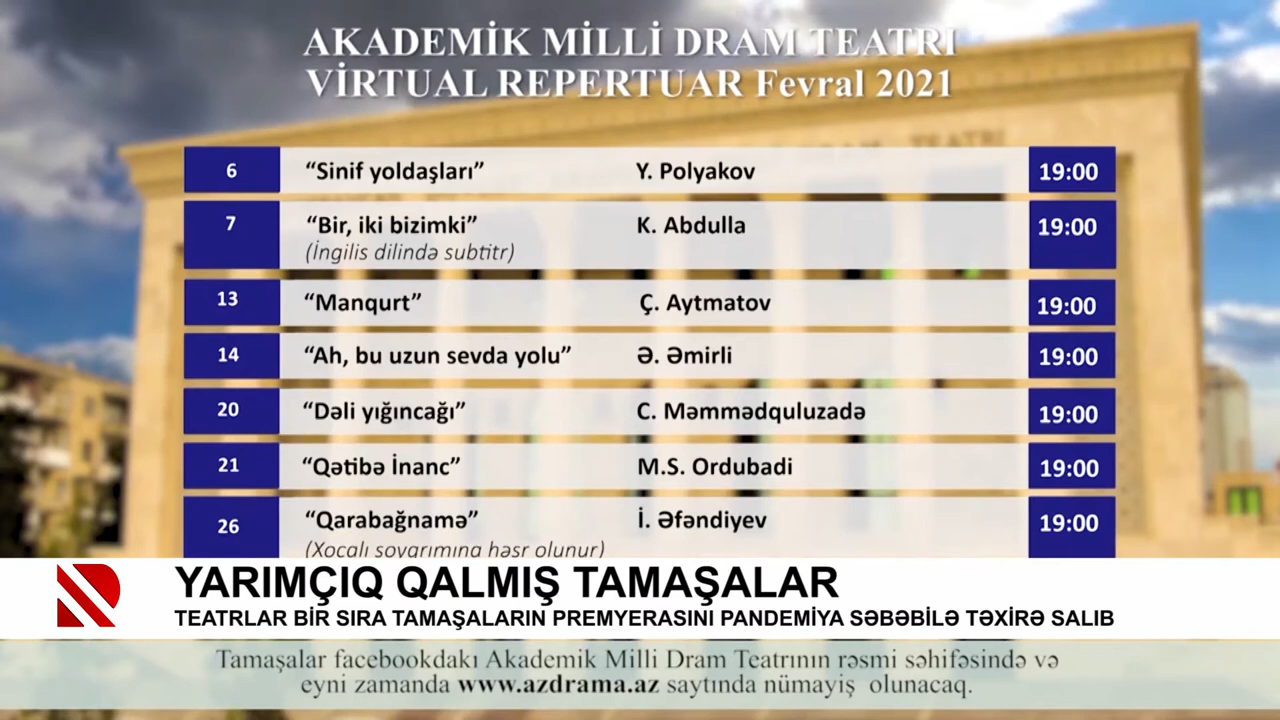 AKADEMİK MİLLİ DRAM TEATRI
VİRTUAL REPERTUAR Fevral 2021
6 “Sinif yoldaşları” Y. Polyakov 19:00
7 “Bir, iki bizimki” K. Abdulla 19:00
(İngilis dilində subtitr)
13 “Manqurt” Ç. Aytmatov 19:00
14 “Ah, bu uzun sevda yolu” Ə. Əmirli 19:00
20 “Dəli yığıncağı” C. Məmmədquluzadə 19:00
21 “Qətibə İnanc” M.S. Ordubadi 19:00
26 “Qarabağnamə” İ. Əfəndiyev 19:00
(Xocalı soyqrımına həsr olunur)
YARIMÇIQ QALMIŞ TAMAŞALAR
TEATRLAR BİR SIRA TAMAŞALARIN PREMYERASINI PANDEMİYA SƏBƏBİLƏ TƏXİRƏ SALIB
Tamaşalar facebookdakı Akademik Milli Dram Teatrının rəsmi səhifəsində və
eyni zamanda www.azdrama.az saytında nümayiş olunacaq.